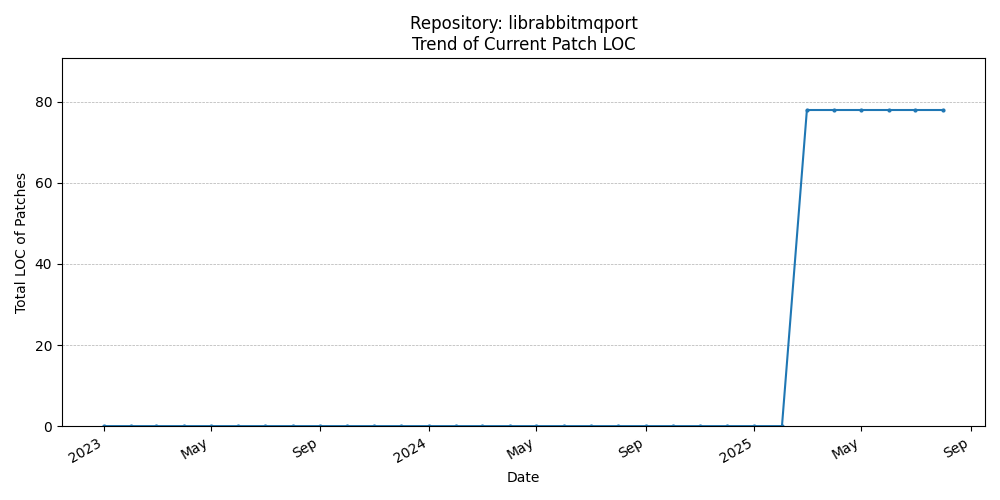 Repository: librabbitmqport
Trend of Current Patch LOC
Total LOC of Patches
80
60
40
20
0
2023
May
Sep
2024
May
Sep
2025
May
Sep
Date